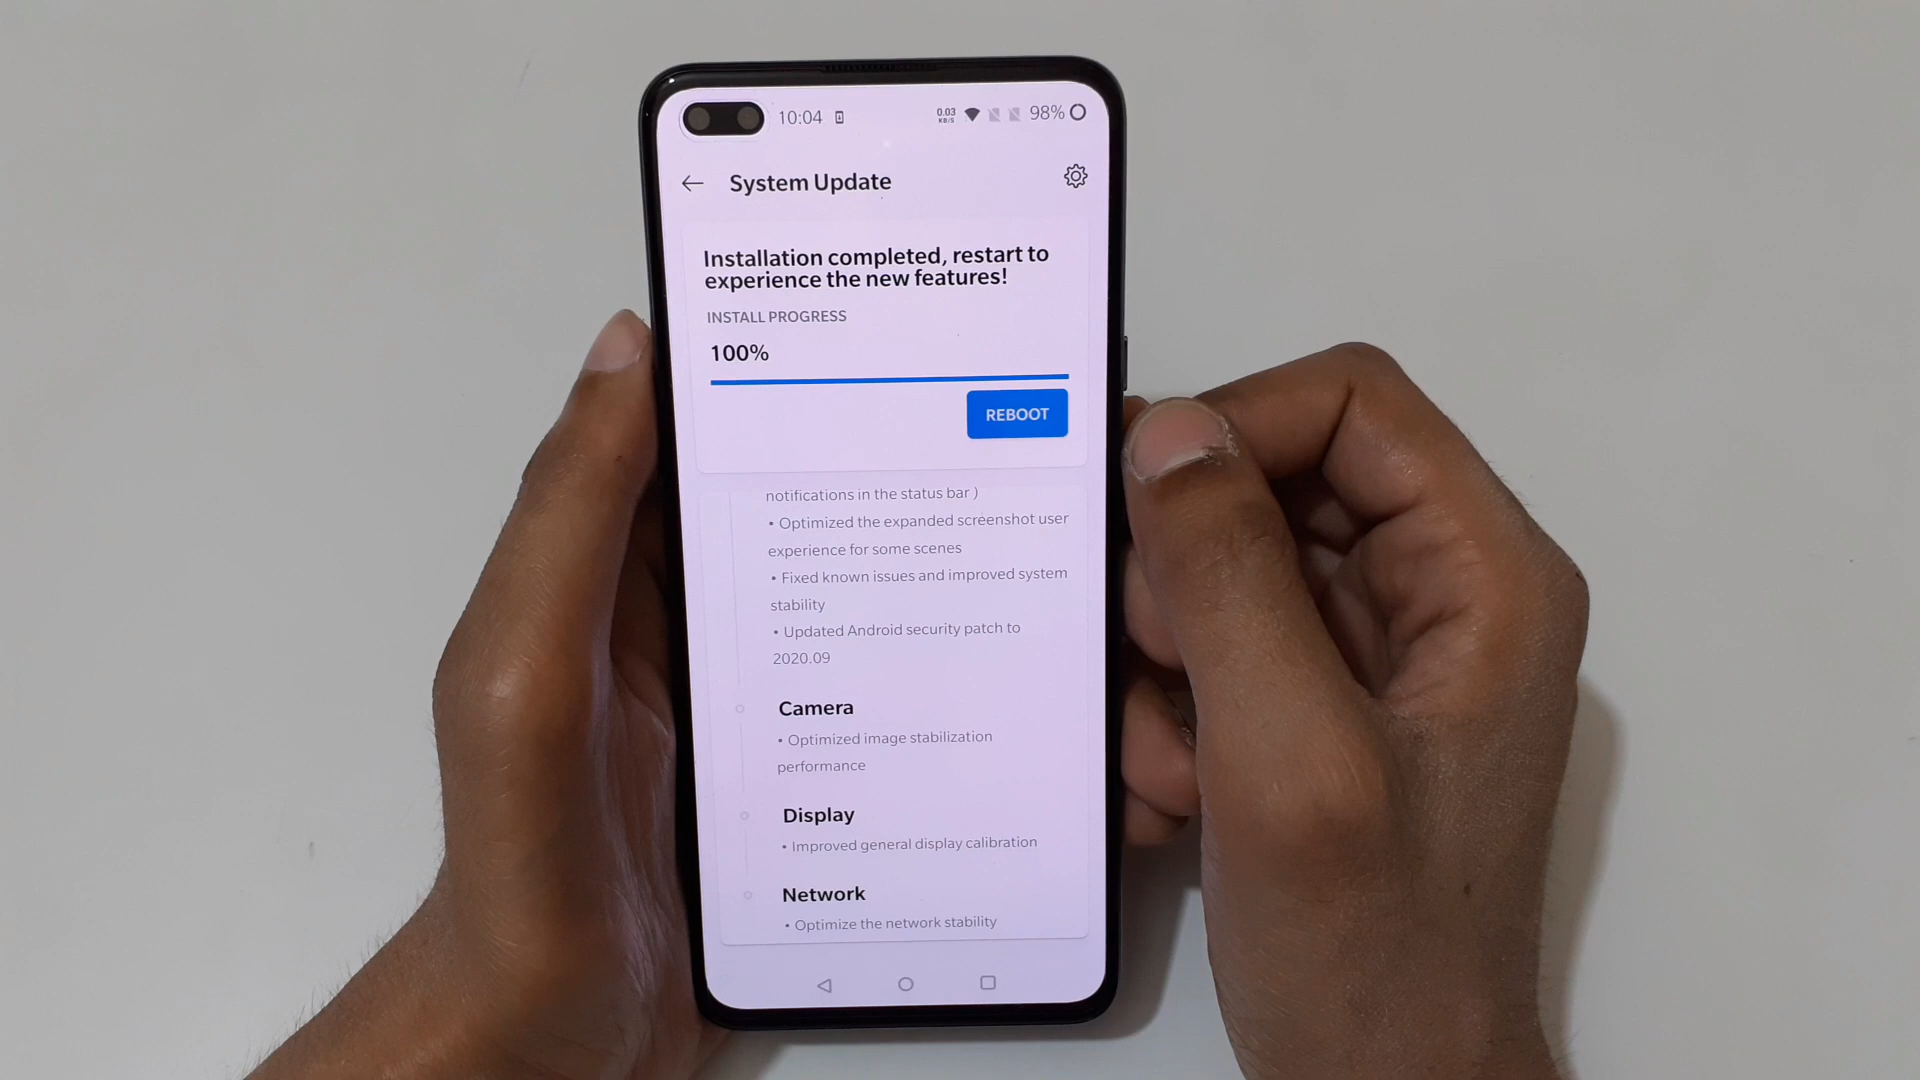 10:04
0.03
KB/S
98%
System Update
Installation completed, restart to
experience the new features!
INSTALL PROGRESS
100%
REBOOT
notifications in the status bar )
• Optimized the expanded screenshot user
experience for some scenes
• Fixed known issues and improved system
stability
• Updated Android security patch to
2020.09
Camera
• Optimized image stabilization
performance
Display
• Improved general display calibration
Network
• Optimize the network stability